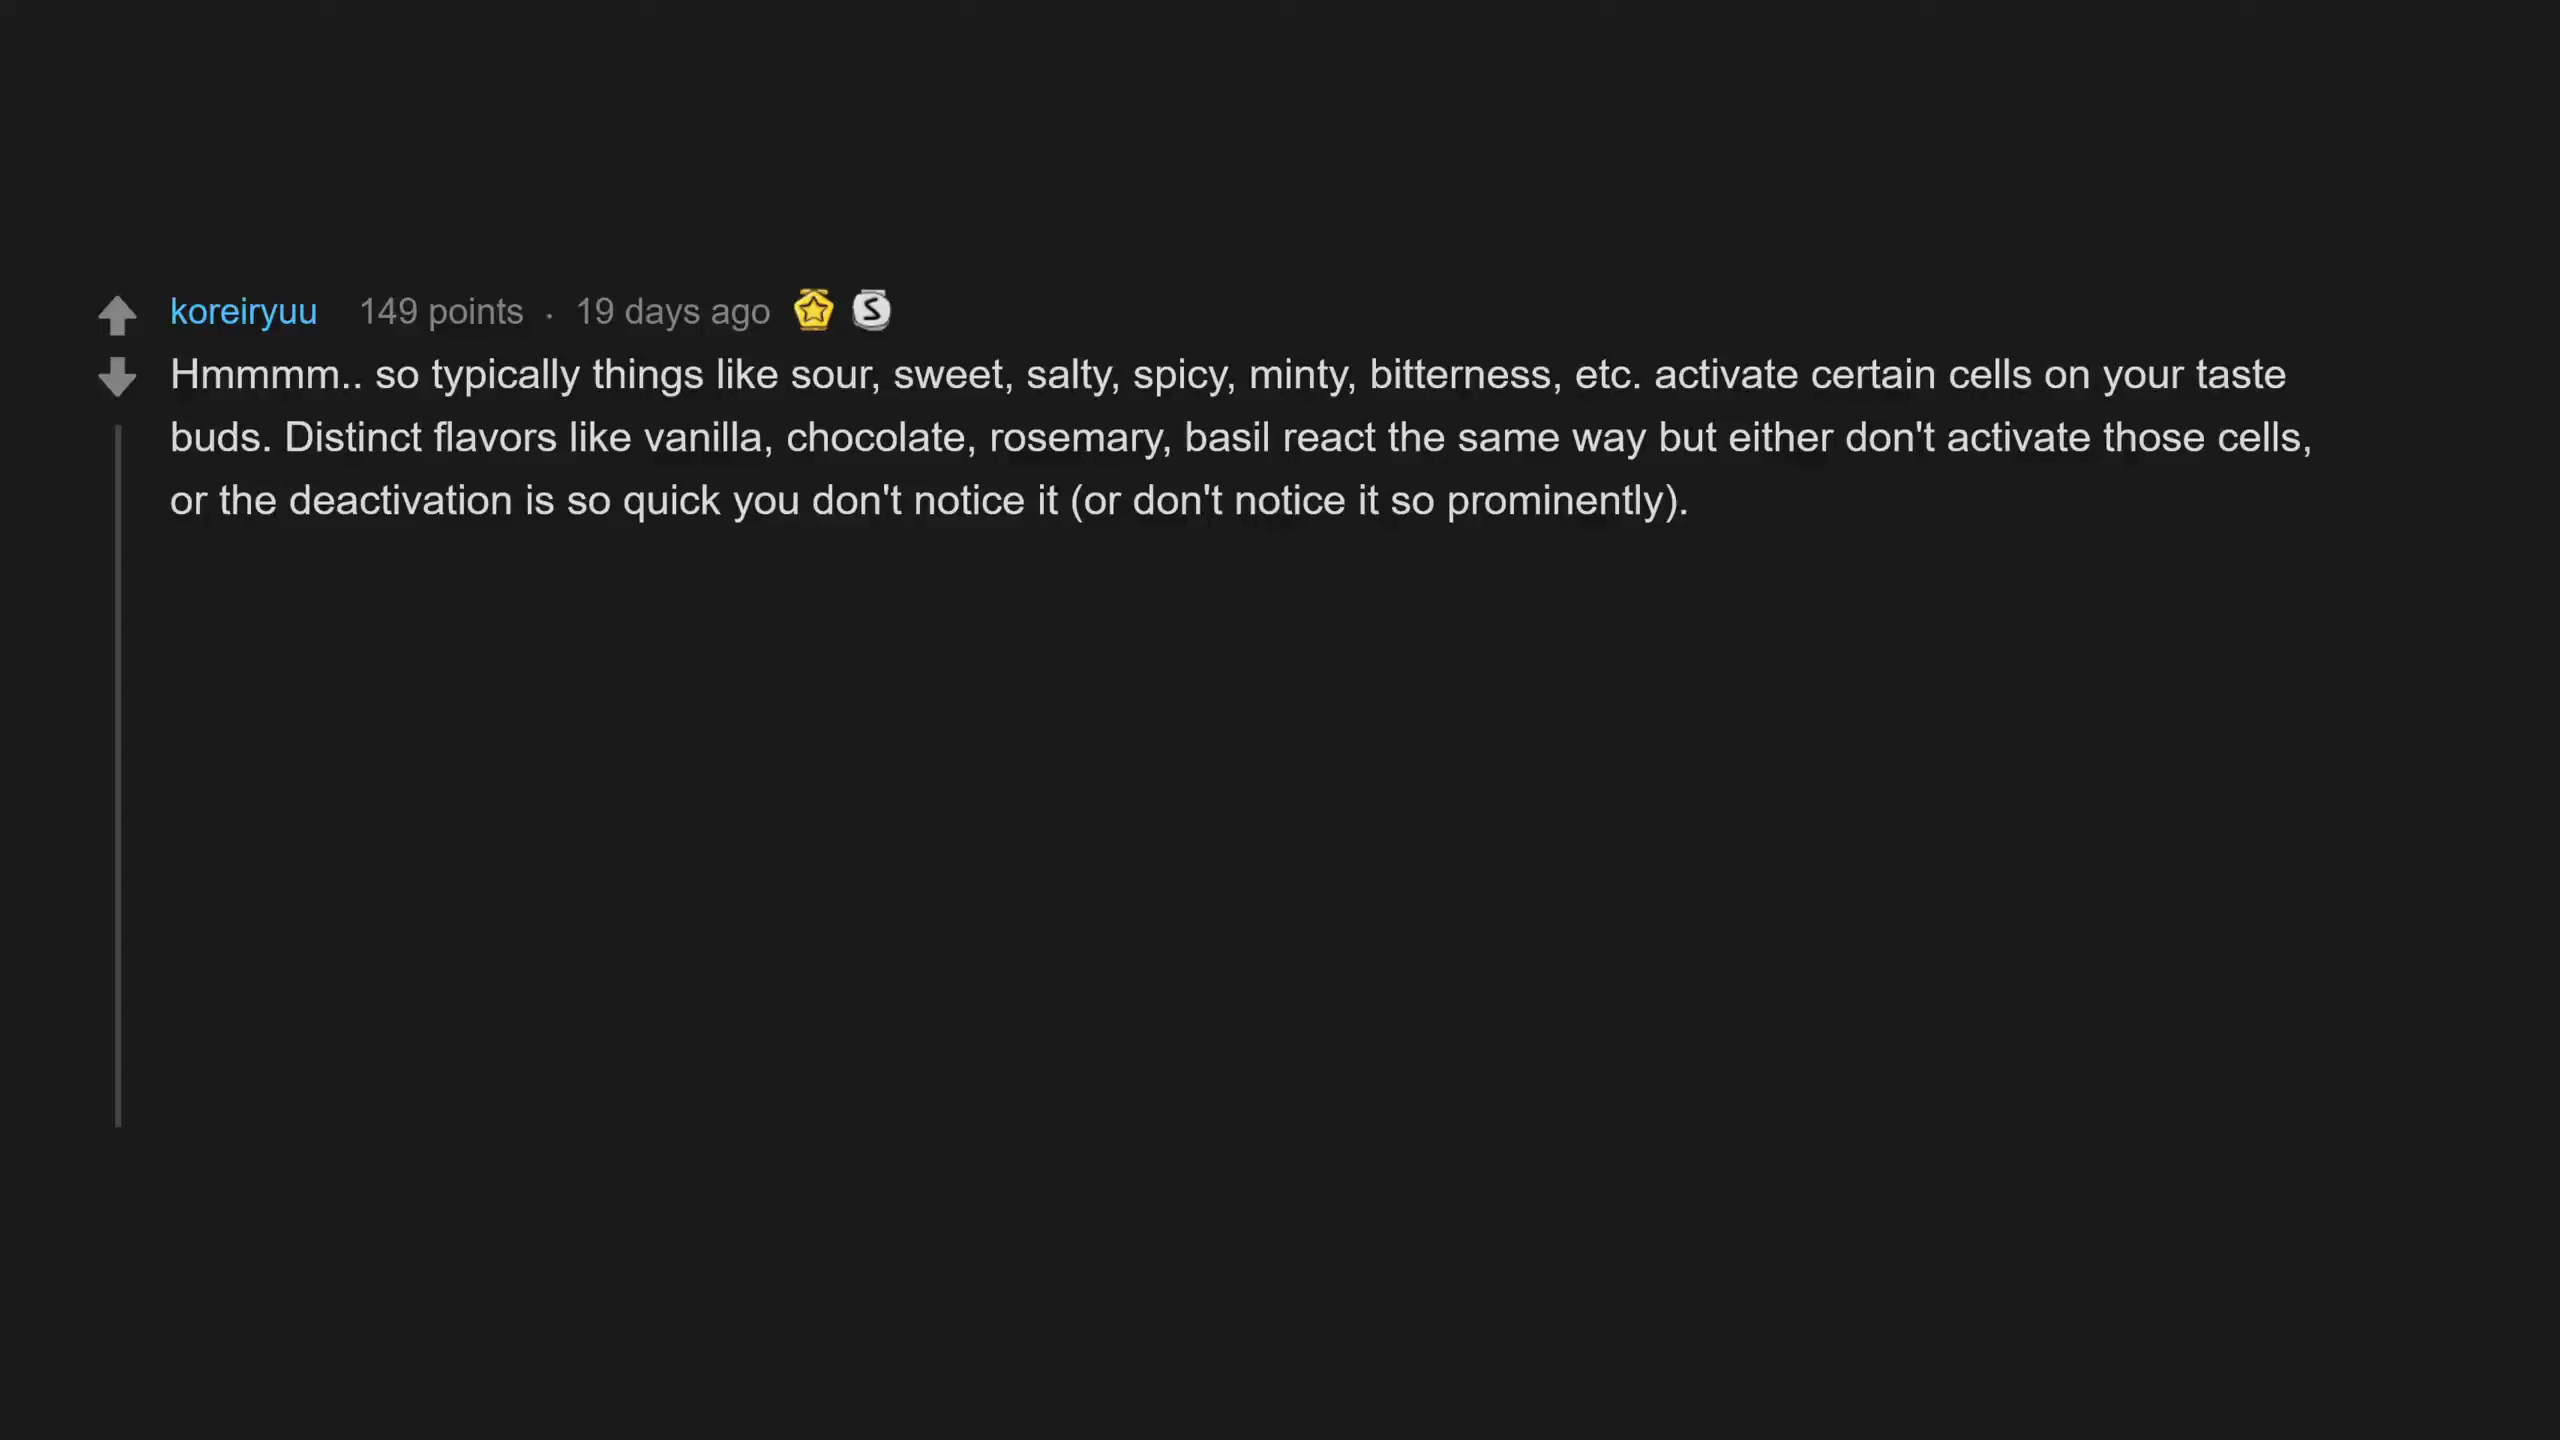 koreiryuu 149 points · 19 days ago S
Hmmmm.. so typically things like sour, sweet, salty, spicy, minty, bitterness, etc. activate certain cells on your taste
buds. Distinct flavors like vanilla, chocolate, rosemary, basil react the same way but either don't activate those cells,
or the deactivation is so quick you don't notice it (or don't notice it so prominently).